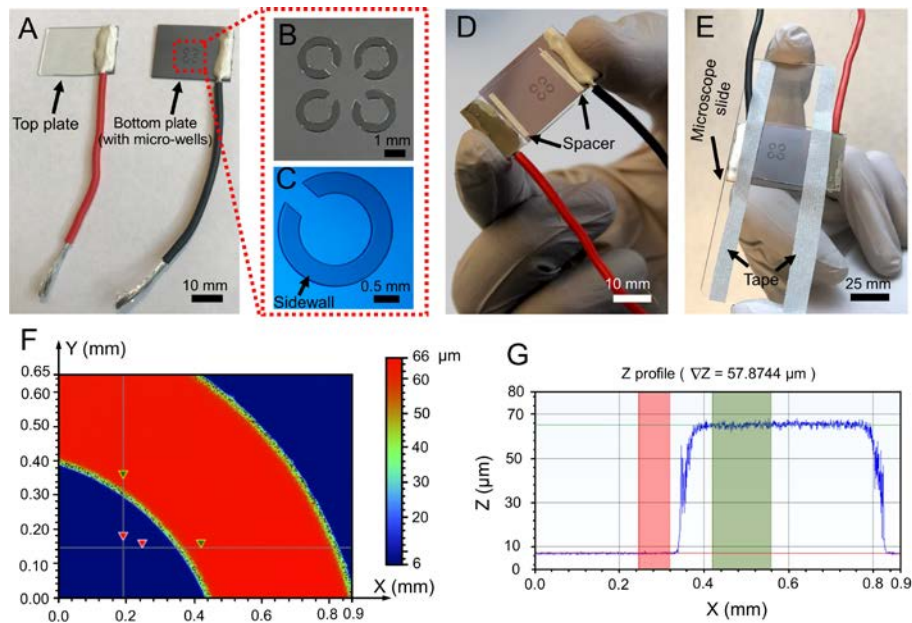 A
Top plate
Bottom plate
(with micro-wells)
10 mm
B
1 mm
C
Sidewall
0.5 mm
D
Spacer
10 mm
E
Microscope
slide
Tape
25 mm
F
Y (mm)
0.65
0.50
0.40
0.30
0.20
0.10
0.00
0.0 0.2 0.4 0.6 0.8 0.9
X (mm)
66 μm
60
50
40
30
20
10
6
G
Z profile ( ∇Z = 57.8744 μm )
Z (μm)
80
70
50
30
10
0
0.0 0.2 0.4 0.6 0.8 0.9
X (mm)